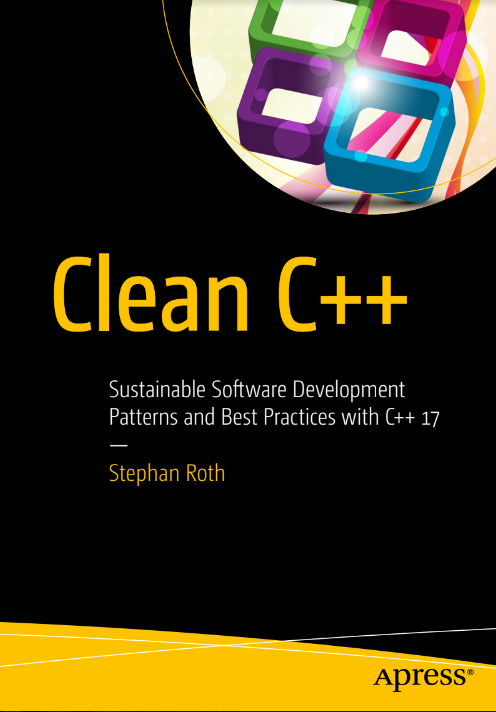 Clean C++
Sustainable Software Development
Patterns and Best Practices with C++ 17
—
Stephan Roth
Apress®